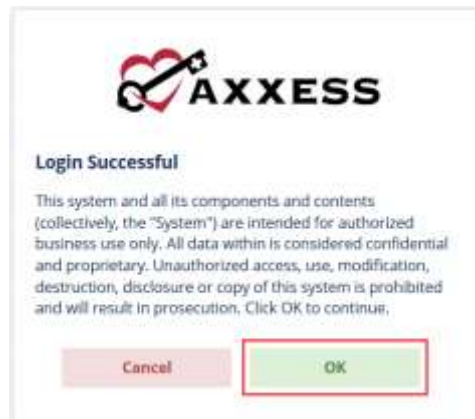 AXXESS
Login Successful
This system and all its components and contents
(collectively, the "System") are intended for authorized
business use only. All data within is considered confidential
and proprietary. Unauthorized access, use, modification,
destruction, disclosure or copy of this system is prohibited
and will result in prosecution. Click OK to continue.
Cancel OK